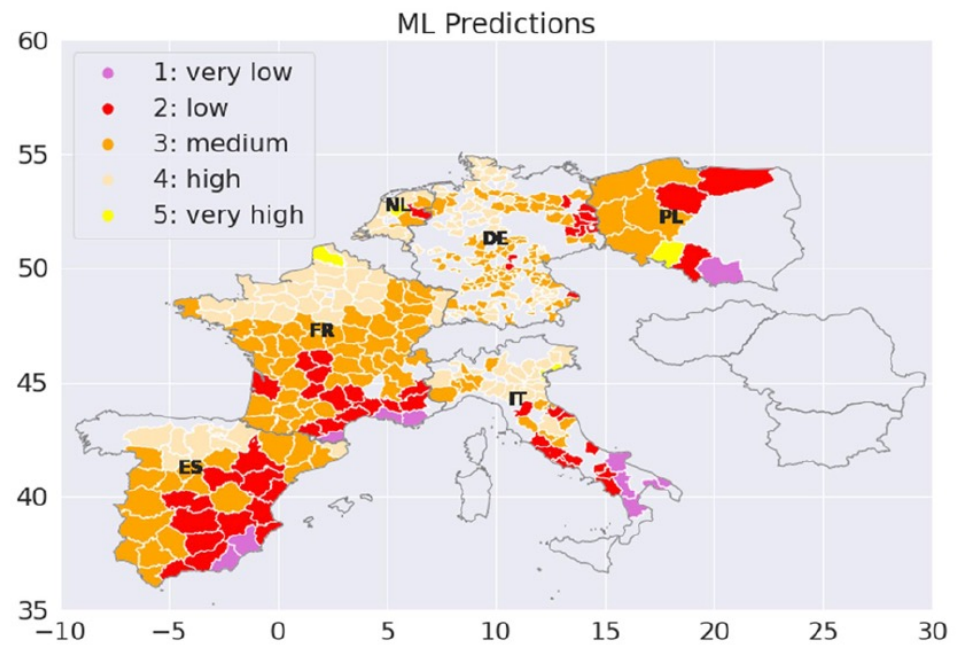 ML Predictions
60
1: very low
2: low
3: medium
4: high
5: very high
55
NL
PL
DE
50
FR
45
IT
ES
40
35
−10 −5 0 5 10 15 20 25 30